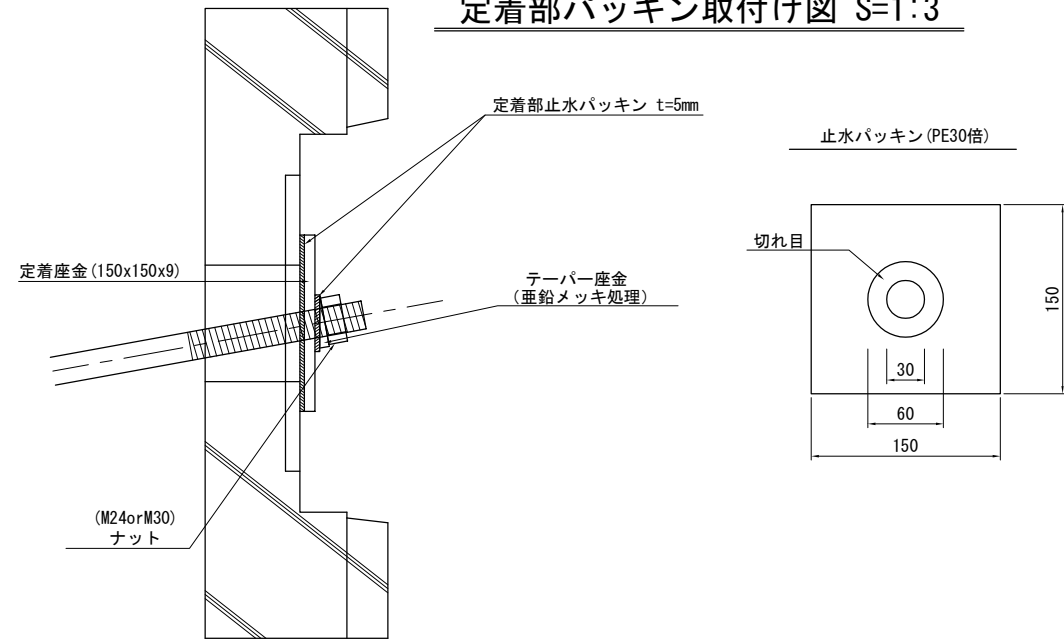 定着部パッキン取付け図 S=1:3
定着部止水パッキン t=5mm
止水パッキン(PE30倍)
切れ目
定着座金(150x150x9)
テーパー座金
(亜鉛メッキ処理)
150
30
60
150
(M24orM30)
ナット